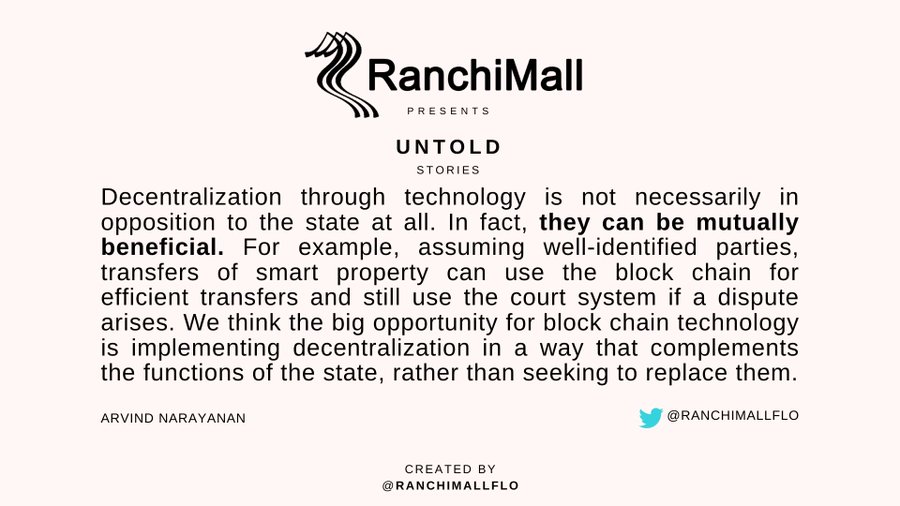 RanchiMall
PRESENTS
UNTOLD
STORIES
Decentralization through technology is not necessarily in
opposition to the state at all. In fact, they can be mutually
beneficial. For example, assuming well-identified parties,
transfers of smart property can use the block chain for
efficient transfers and still use the court system if a dispute
arises. We think the big opportunity for block chain technology
is implementing decentralization in a way that complements
the functions of the state, rather than seeking to replace them.
ARVIND NARAYANAN
@RANCHIMALLFLO
CREATED BY
@RANCHIMALLFLO